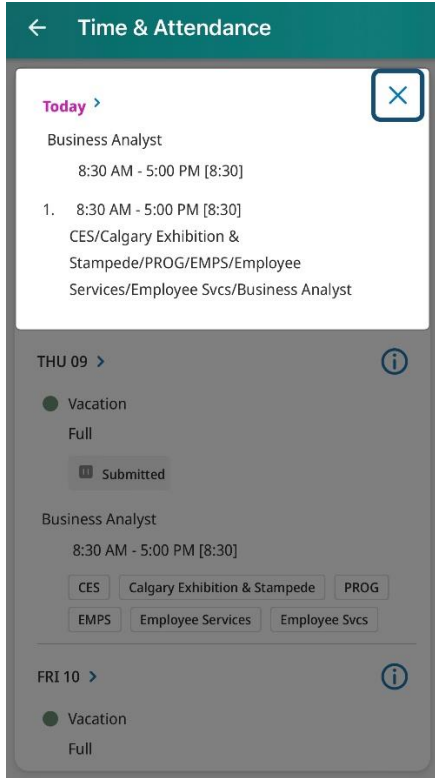 Time & Attendance
Today
Business Analyst
8:30 AM - 5:00 PM [8:30]
1. 8:30 AM - 5:00 PM [8:30]
CES/Calgary Exhibition &
Stampede/PROG/EMPS/Employee
Services/Employee Svcs/Business Analyst
THU 09
Vacation
Full
Submitted
Business Analyst
8:30 AM - 5:00 PM [8:30]
CES Calgary Exhibition & Stampede PROG
EMPS Employee Services Employee Svcs
FRI 10
Vacation
Full